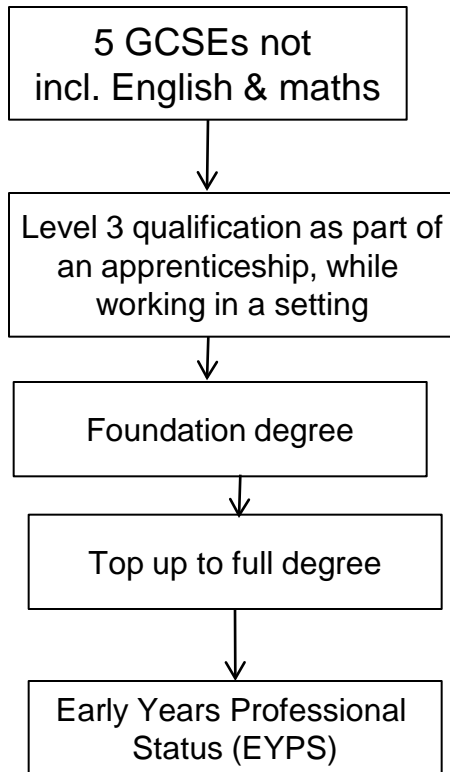 5 GCSEs not
incl. English & maths
Level 3 qualification as part of
an apprenticeship, while
working in a setting
Foundation degree
Top up to full degree
Early Years Professional
Status (EYPS)